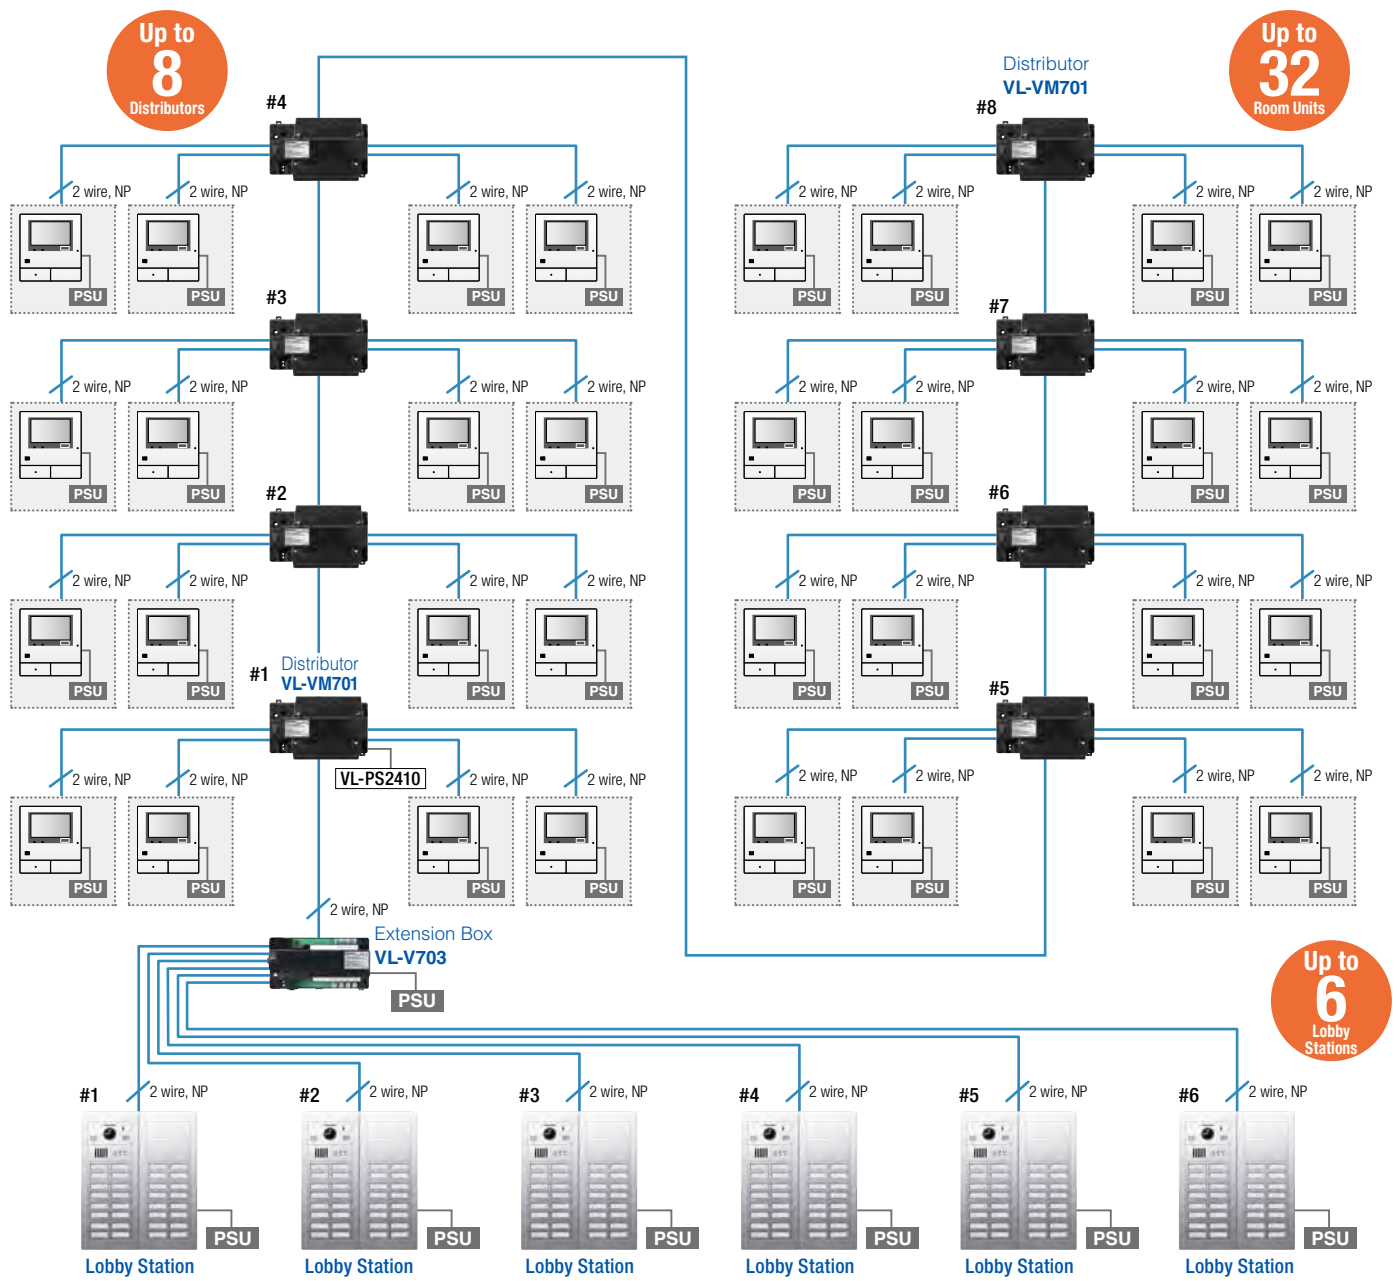 Up to
8
Distributors
Up to
32
Room Units
Distributor
VL-VM701
#4
#8
2 wire, NP
2 wire, NP
2 wire, NP
2 wire, NP
2 wire, NP
2 wire, NP
2 wire, NP
2 wire, NP
PSU
PSU
PSU
PSU
PSU
PSU
PSU
PSU
#3
#7
2 wire, NP
2 wire, NP
2 wire, NP
2 wire, NP
2 wire, NP
2 wire, NP
2 wire, NP
2 wire, NP
PSU
PSU
PSU
PSU
PSU
PSU
PSU
PSU
#2
#6
2 wire, NP
2 wire, NP
2 wire, NP
2 wire, NP
2 wire, NP
2 wire, NP
2 wire, NP
2 wire, NP
PSU
PSU
PSU
PSU
PSU
PSU
PSU
PSU
#1
Distributor
VL-VM701
#5
VL-PS2410
2 wire, NP
2 wire, NP
2 wire, NP
2 wire, NP
2 wire, NP
2 wire, NP
2 wire, NP
2 wire, NP
PSU
PSU
PSU
PSU
PSU
PSU
PSU
PSU
2 wire, NP
Extension Box
VL-V703
PSU
Up to
6
Lobby
Stations
#1
2 wire, NP
#2
2 wire, NP
#3
2 wire, NP
#4
2 wire, NP
#5
2 wire, NP
#6
2 wire, NP
PSU
PSU
PSU
PSU
PSU
PSU
Lobby Station
Lobby Station
Lobby Station
Lobby Station
Lobby Station
Lobby Station